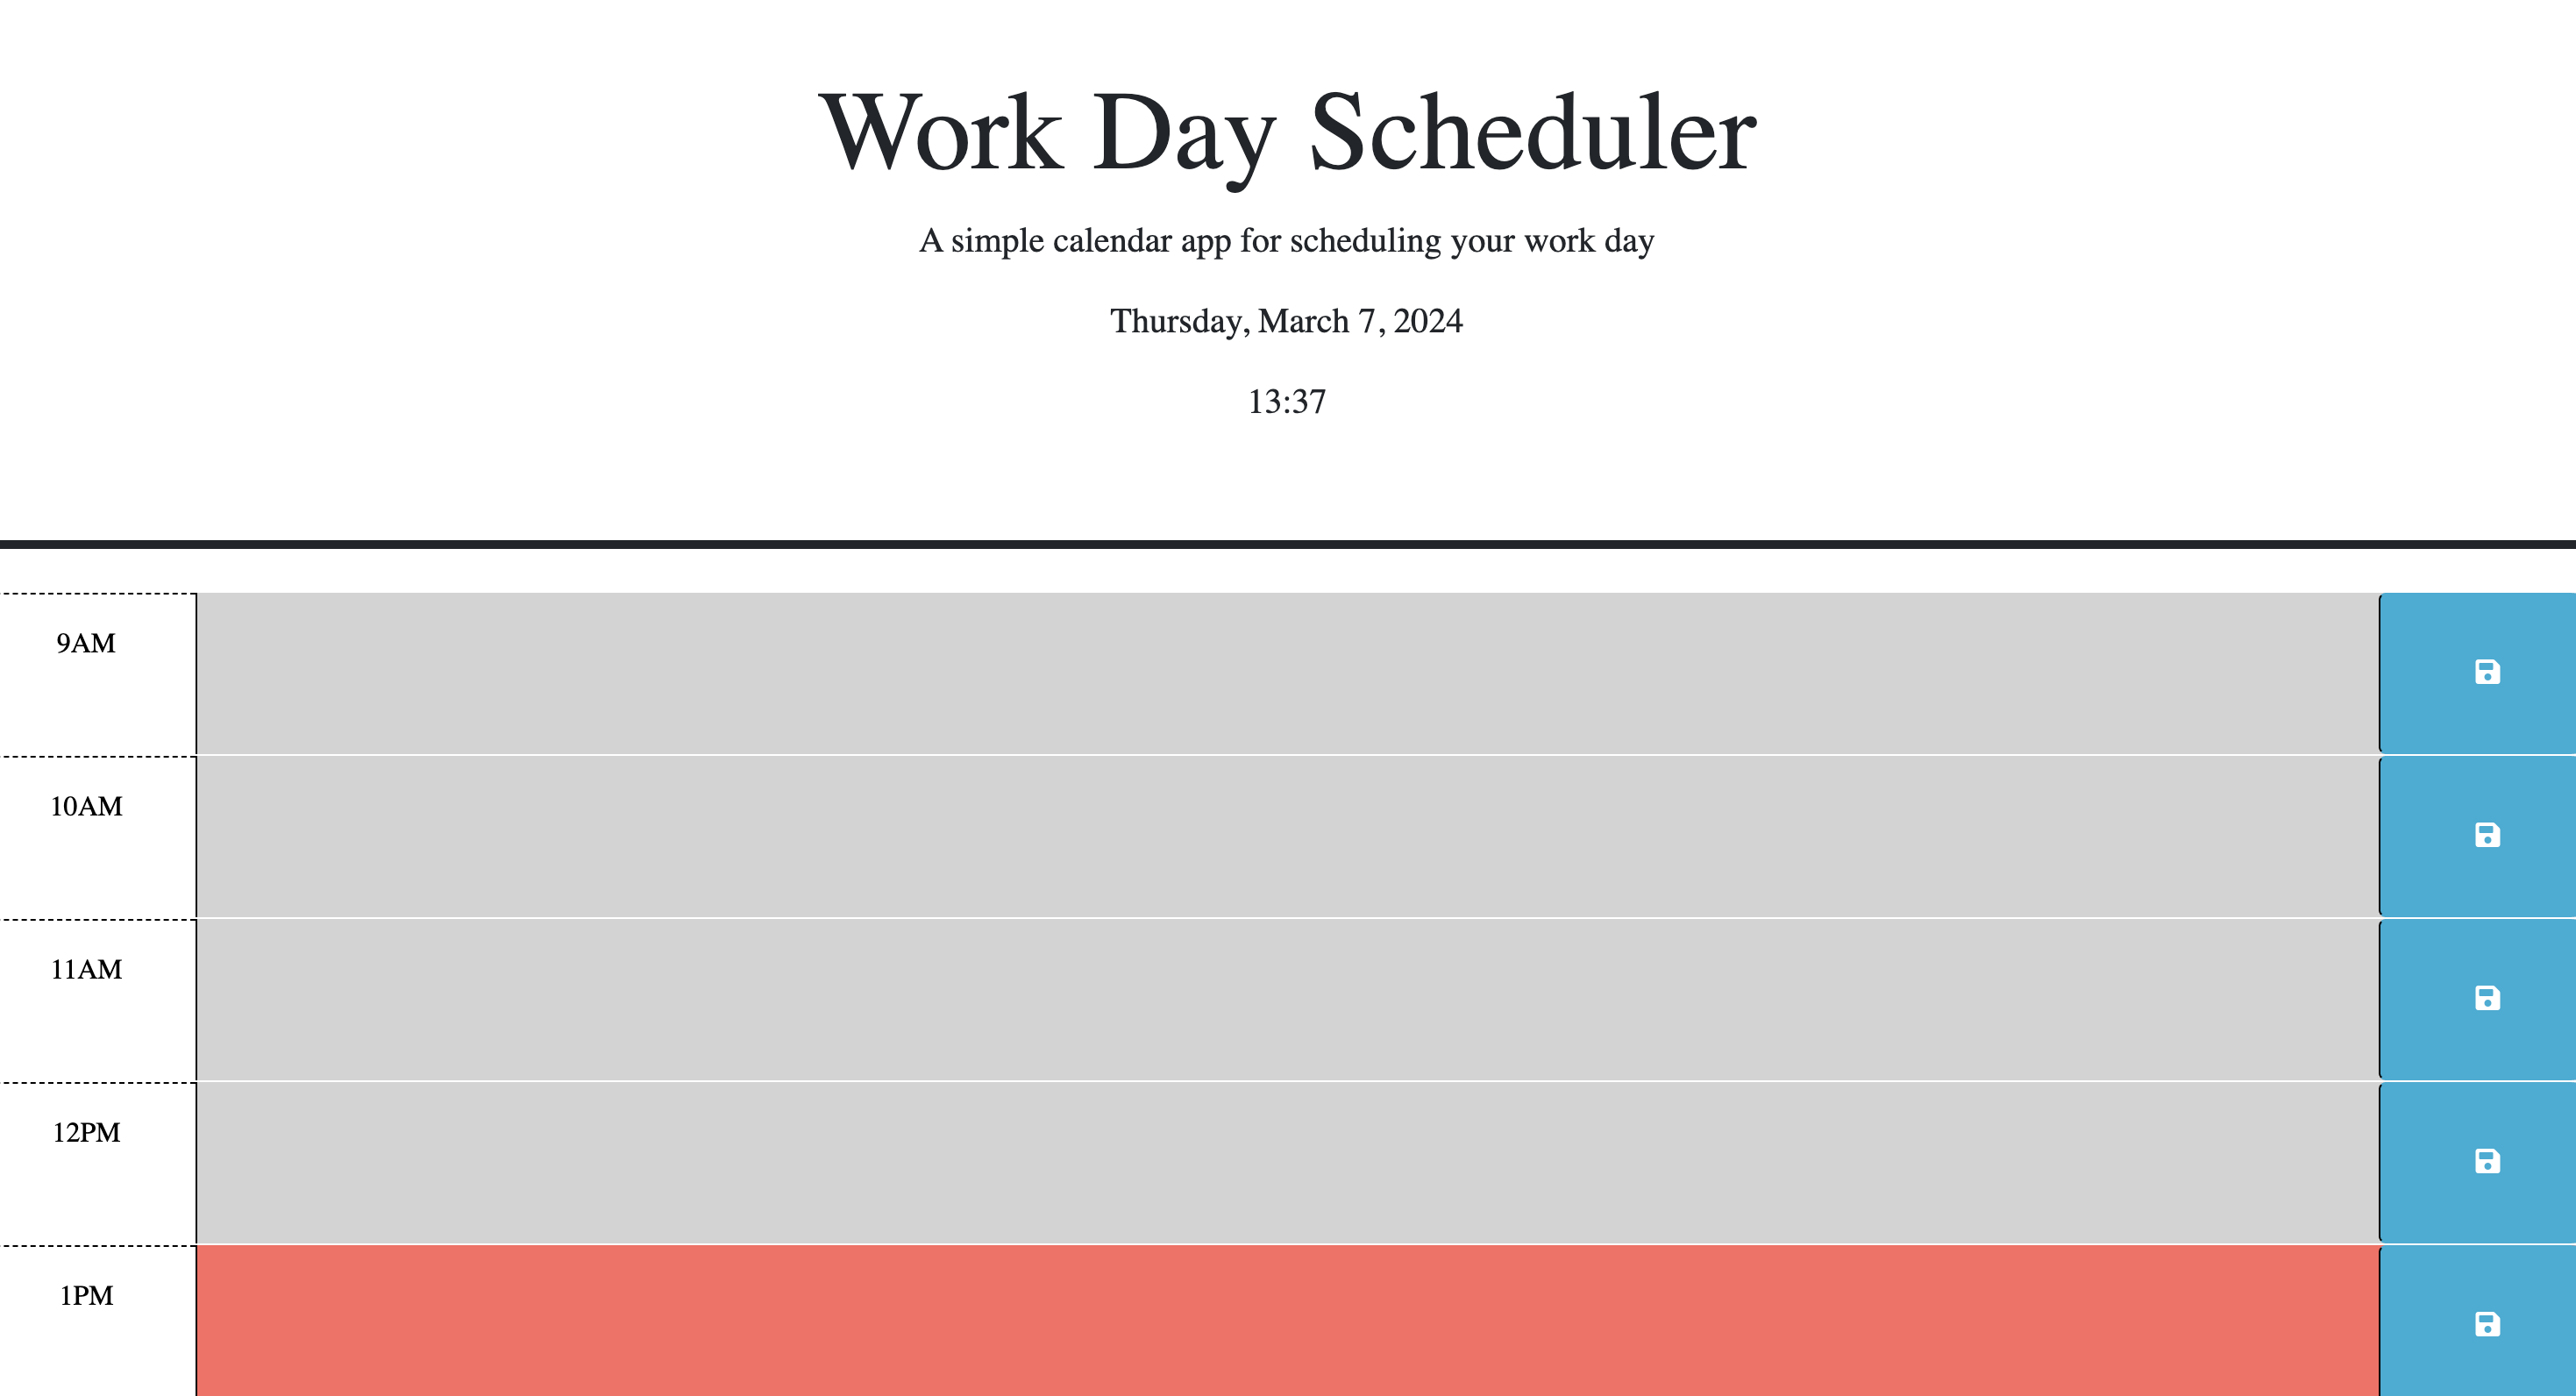 Work Day Scheduler
A simple calendar app for scheduling your work day
Thursday, March 7, 2024
13:37
9AM
10AM
11AM
12PM
1PM